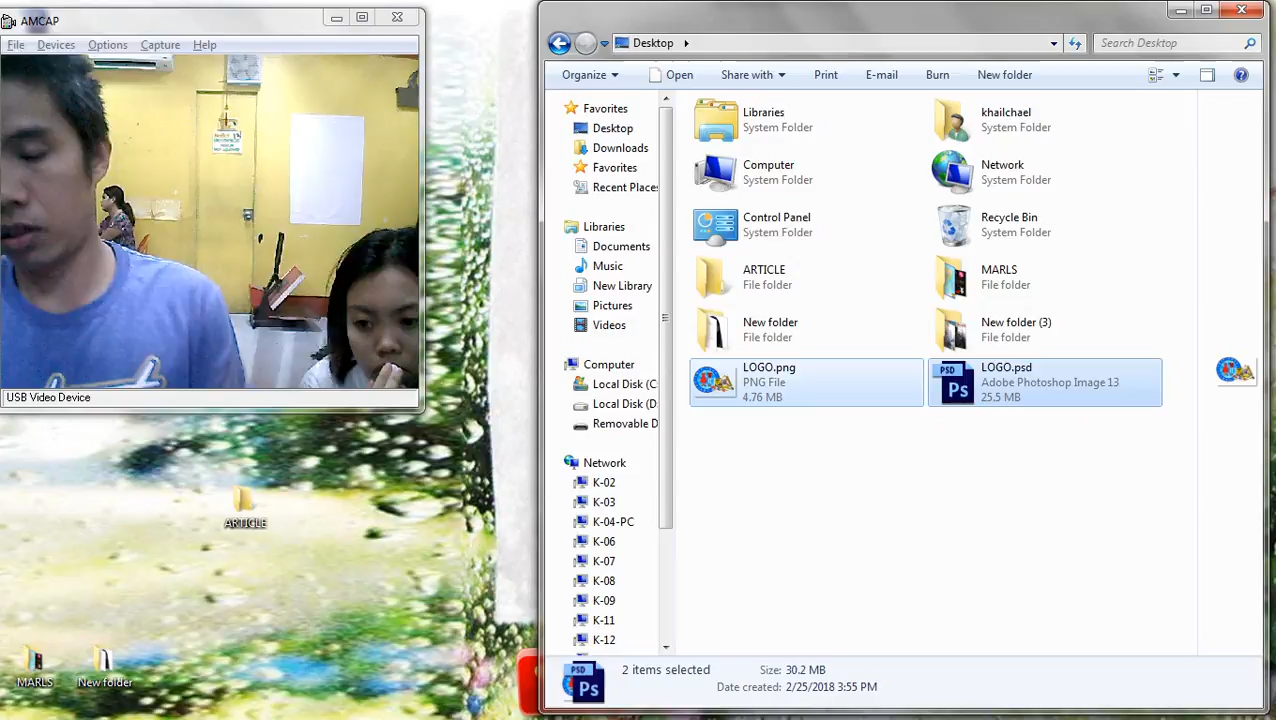 AMCAP
File Devices Options Capture Help
USB Video Device
ARTICLE
MARLS
New folder
Desktop
Search Desktop
Organize Open Share with Print E-mail Burn New folder
Favorites
Desktop
Downloads
Favorites
Recent Places
Libraries
Documents
Music
New Library
Pictures
Videos
Computer
Local Disk (C
Local Disk (D
Removable D
Network
K-02
K-03
K-04-PC
K-06
K-07
K-08
K-09
K-11
K-12
Libraries
System Folder
khailchael
System Folder
Computer
System Folder
Network
System Folder
Control Panel
System Folder
Recycle Bin
System Folder
ARTICLE
File folder
MARLS
File folder
New folder
File folder
New folder (3)
File folder
LOGO.png
PNG File
4.76 MB
PSD
Ps
LOGO.psd
Adobe Photoshop Image 13
25.5 MB
PSD
Ps
2 items selected Size: 30.2 MB
Date created: 2/25/2018 3:55 PM